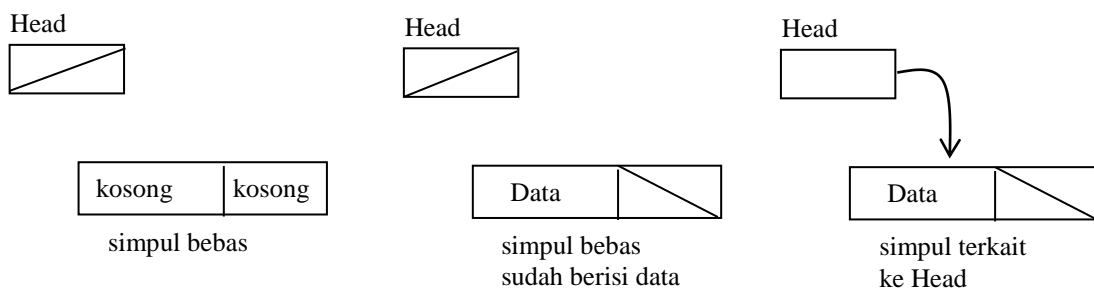 Head
kosong kosong
simpul bebas
Head
Data
simpul bebas
sudah berisi data
Head
Data
simpul terkait
ke Head